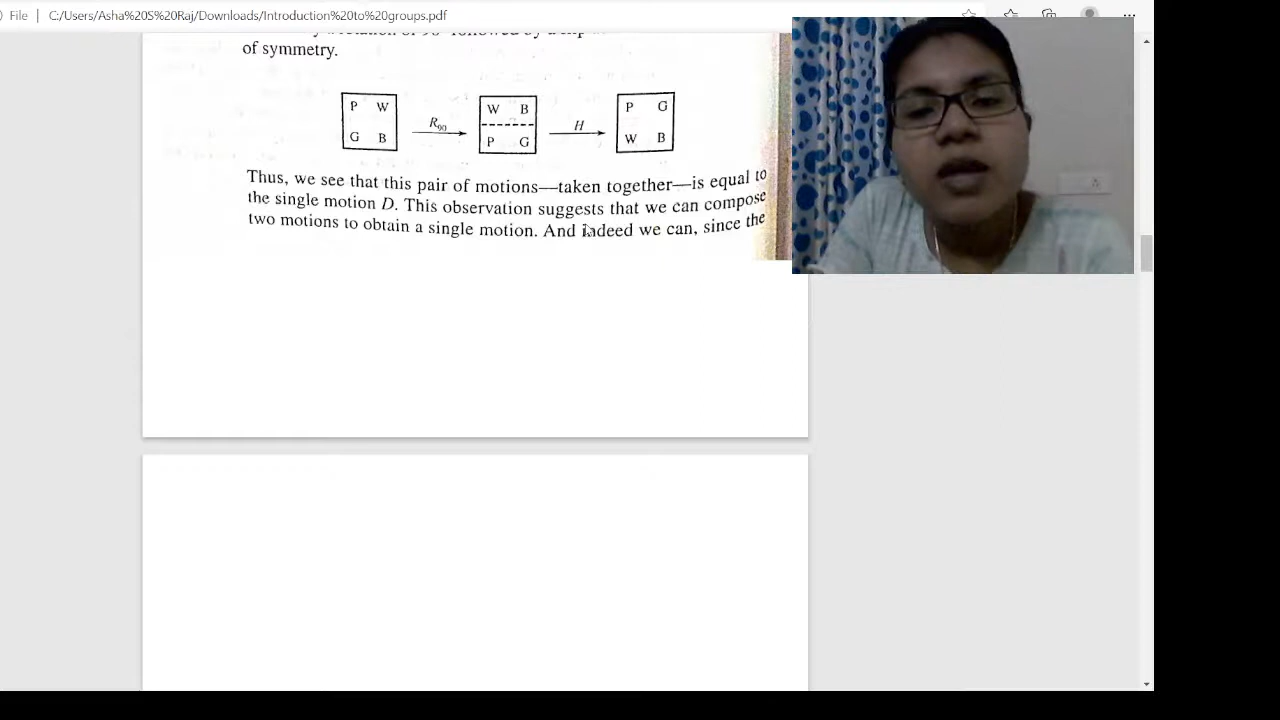 File | C:/Users/Asha%20S%20Raj/Downloads/Introduction%20to%20groups.pdf
of symmetry.
P W W B P G
R90 H
G B P G W B
Thus, we see that this pair of motions—taken together—is equal to
the single motion D. This observation suggests that we can compose
two motions to obtain a single motion. And indeed we can, since the